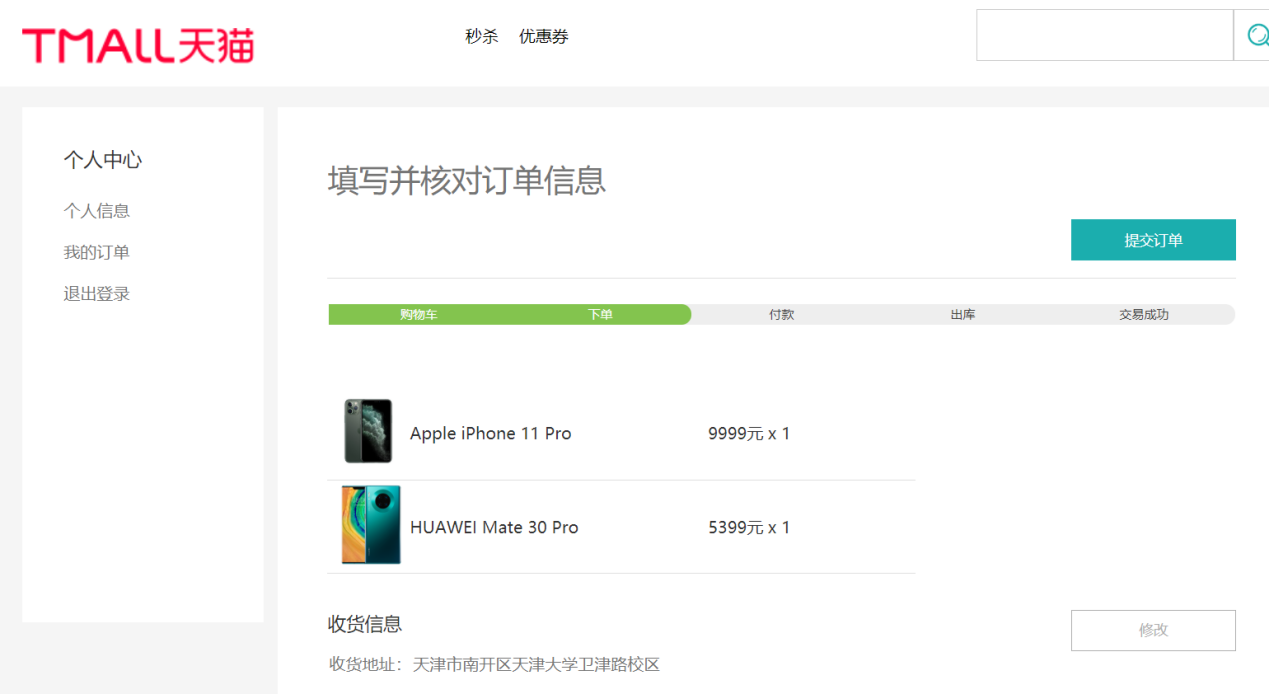 TMALL天猫
秒杀 优惠券
个人中心
个人信息
我的订单
退出登录
填写并核对订单信息
提交订单
购物车 下单 付款 出库 交易成功
Apple iPhone 11 Pro 9999元 x 1
HUAWEI Mate 30 Pro 5399元 x 1
收货信息
修改
收货地址：天津市南开区天津大学卫津路校区